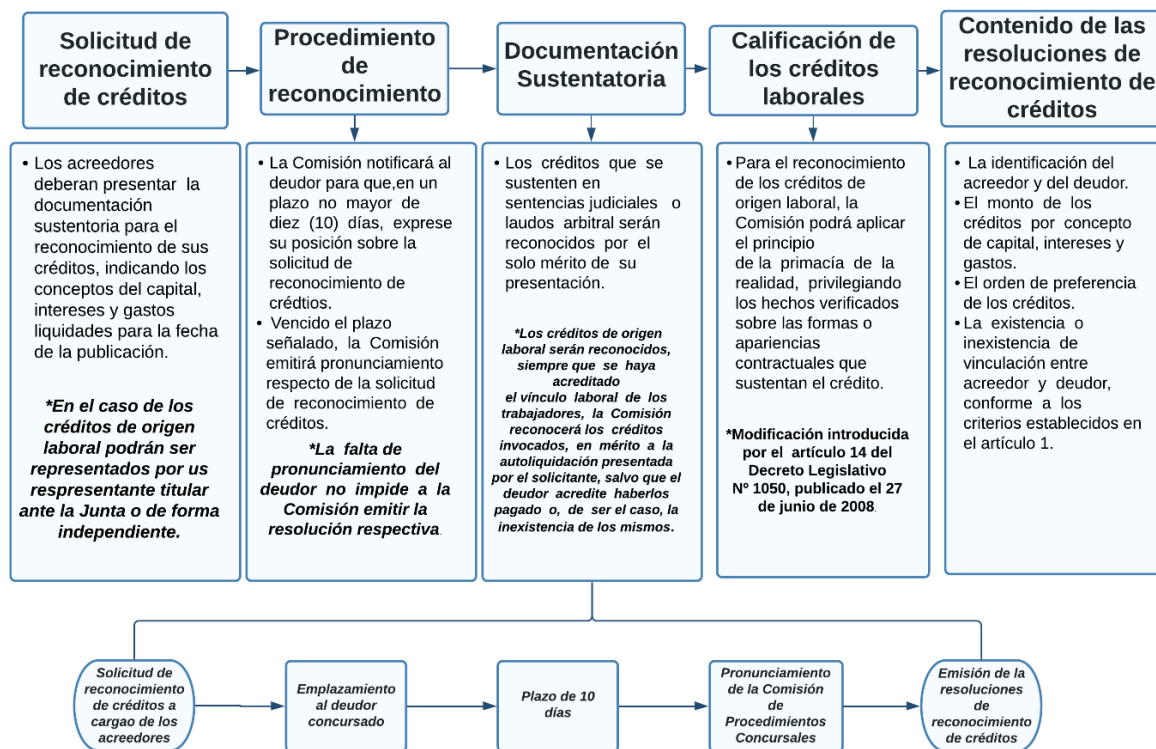 Solicitud de
reconocimiento
de créditos
Procedimiento
de
reconocimiento
Documentación
Sustentatoria
Calificación de
los créditos
laborales
Contenido de las
resoluciones de
reconocimiento de
créditos
• Los acreedores
deberan presentar la
documentación
sustentoria para el
reconocimiento de sus
créditos, indicando los
conceptos del capital,
intereses y gastos
liquidades para la fecha
de la publicación.
*En el caso de los
créditos de origen
laboral podrán ser
representados por us
respresentante titular
ante la Junta o de forma
independiente.
• La Comisión notificará al
deudor para que,en un
plazo no mayor de
diez (10) días, exprese
su posición sobre la
solicitud de
reconocimiento de
crédtios.
• Vencido el plazo
señalado, la Comisión
emitirá pronunciamiento
respecto de la solicitud
de reconocimiento de
créditos.
*La falta de
pronunciamiento del
deudor no impide a la
Comisión emitir la
resolución respectiva.
• Los créditos que se
sustenten en
sentencias judiciales o
laudos arbitral serán
reconocidos por el
solo mérito de su
presentación.
*Los créditos de origen
laboral serán reconocidos,
siempre que se haya
acreditado
el vínculo laboral de los
trabajadores, la Comisión
reconocerá los créditos
invocados, en mérito a la
autoliquidación presentada
por el solicitante, salvo que el
deudor acredite haberlos
pagado o, de ser el caso, la
inexistencia de los mismos.
• Para el reconocimiento
de los créditos de
origen laboral, la
Comisión podrá aplicar
el principio
de la primacía de la
realidad, privilegiando
los hechos verificados
sobre las formas o
apariencias
contractuales que
sustentan el crédito.
*Modificación introducida
por el artículo 14 del
Decreto Legislativo
Nº 1050, publicado el 27
de junio de 2008.
• La identificación del
acreedor y del deudor.
• El monto de los
créditos por concepto
de capital, intereses y
gastos.
• El orden de preferencia
de los créditos.
• La existencia o
inexistencia de
vinculación entre
acreedor y deudor,
conforme a los
criterios establecidos en
el artículo 1.
Solicitud de
reconocimiento
de créditos a
cargao de los
acreedores
Emplazamiento
al deudor
concursado
Plazo de 10
días
Pronunciamiento
de la Comisión
de
Procedimientos
Concursales
Emisión de la
resoluciones
de
reconocimiento
de créditos